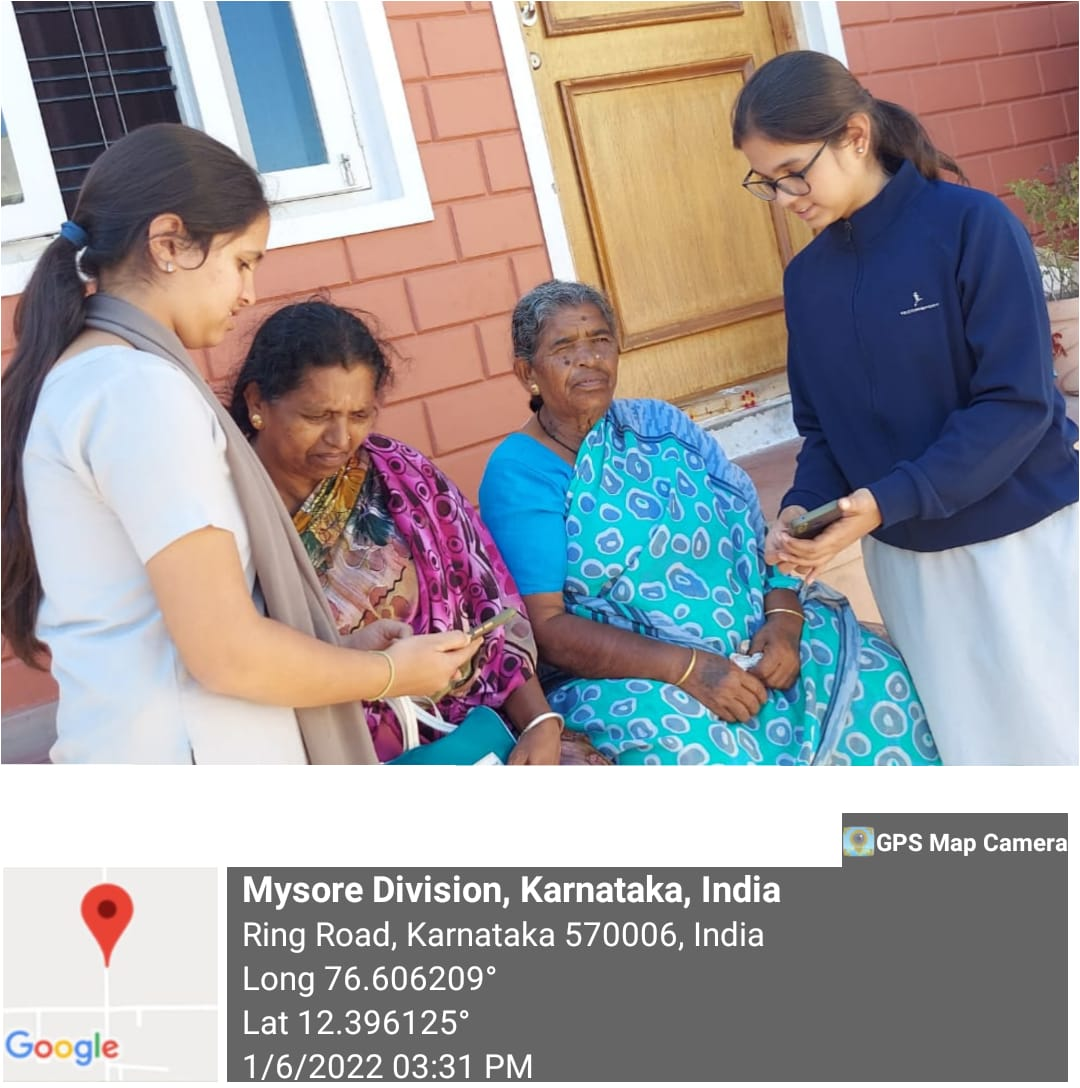 GPS Map Camera
Mysore Division, Karnataka, India
Ring Road, Karnataka 570006, India
Long 76.606209°
Lat 12.396125°
1/6/2022 03:31 PM
Google